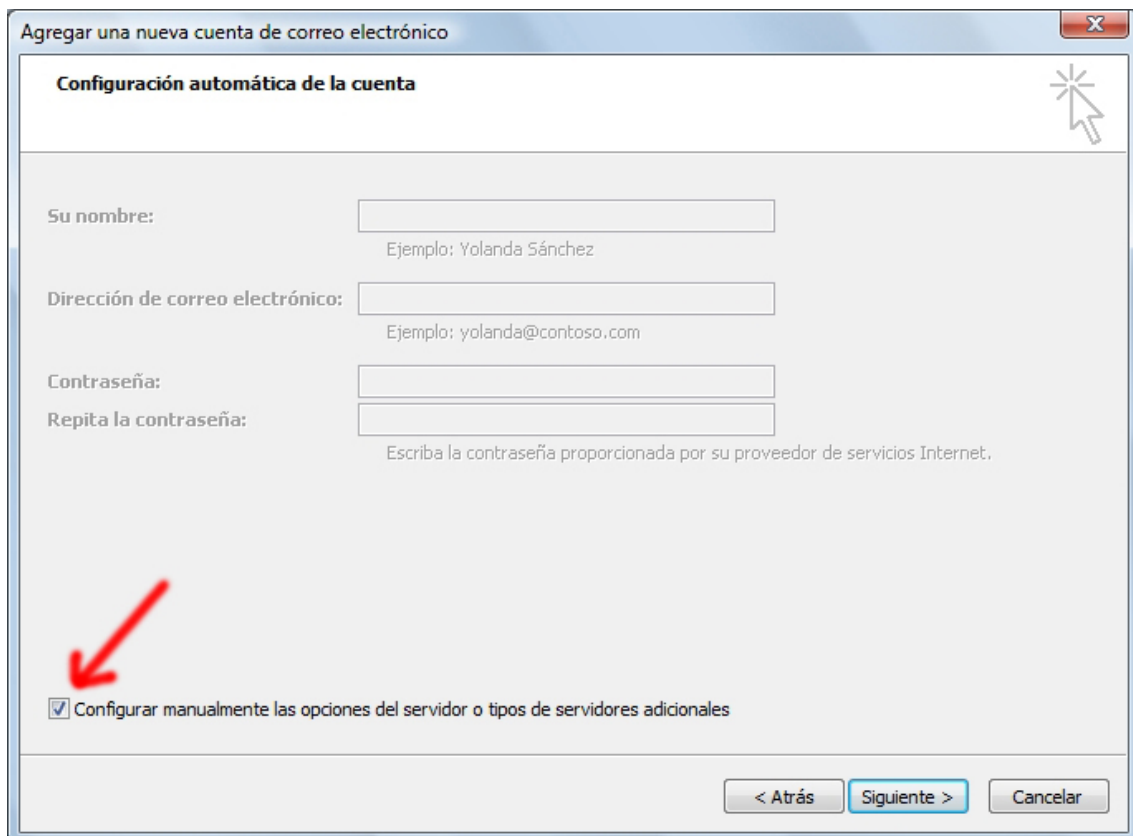 Agregar una nueva cuenta de correo electrónico
X
Configuración automática de la cuenta
Su nombre:
Ejemplo: Yolanda Sánchez
Dirección de correo electrónico:
Ejemplo: yolanda@contoso.com
Contraseña:
Repita la contraseña:
Escriba la contraseña proporcionada por su proveedor de servicios Internet.
Configurar manualmente las opciones del servidor o tipos de servidores adicionales
< Atrás Siguiente > Cancelar